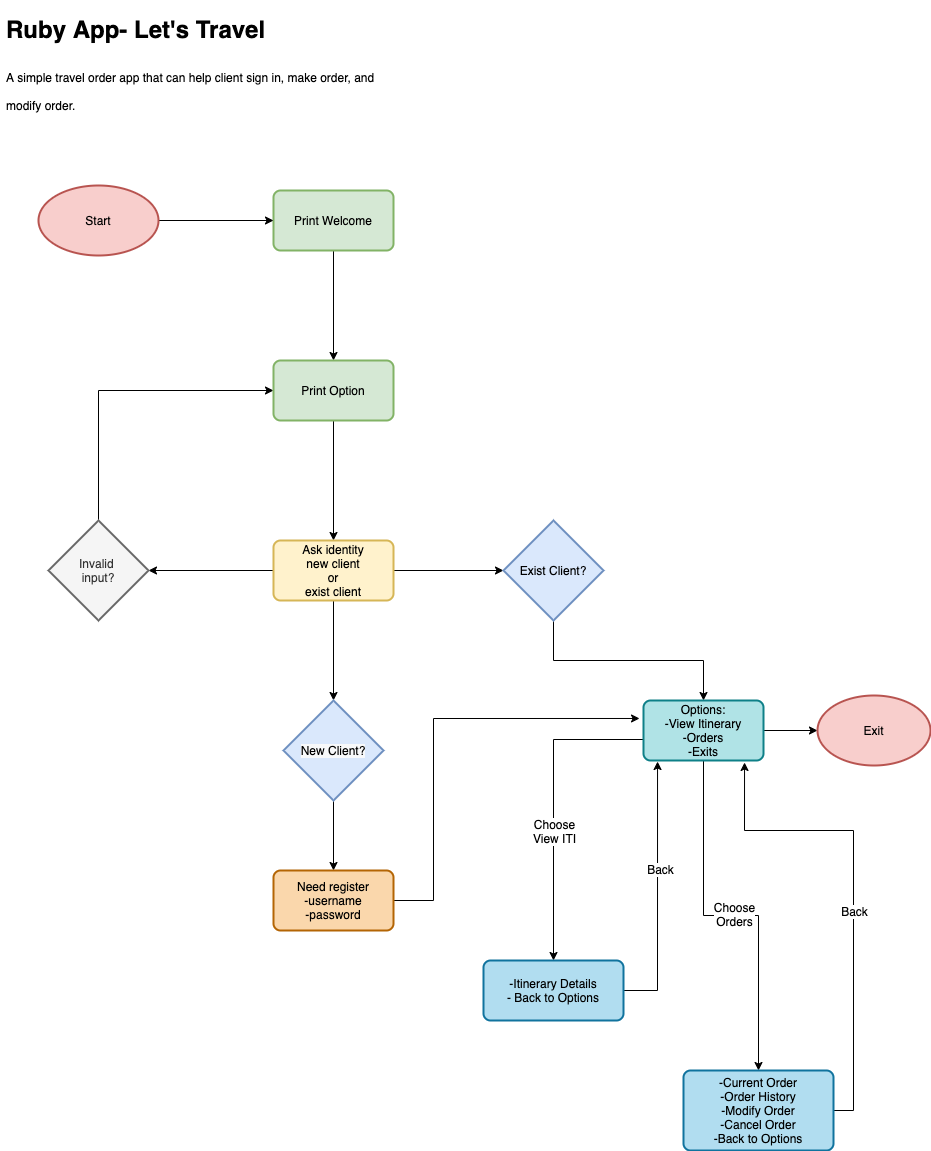 Ruby App- Let's Travel
A simple travel order app that can help client sign in, make order, and
modify order.
Start
Print Welcome
Print Option
Invalid
input?
Ask identity
new client
or
exist client
Exist Client?
New Client?
Options:
-View Itinerary
-Orders
-Exits
Exit
Choose
View ITI
Back
Need register
-username
-password
Choose
Orders
Back
-Itinerary Details
- Back to Options
-Current Order
-Order History
-Modify Order
-Cancel Order
-Back to Options